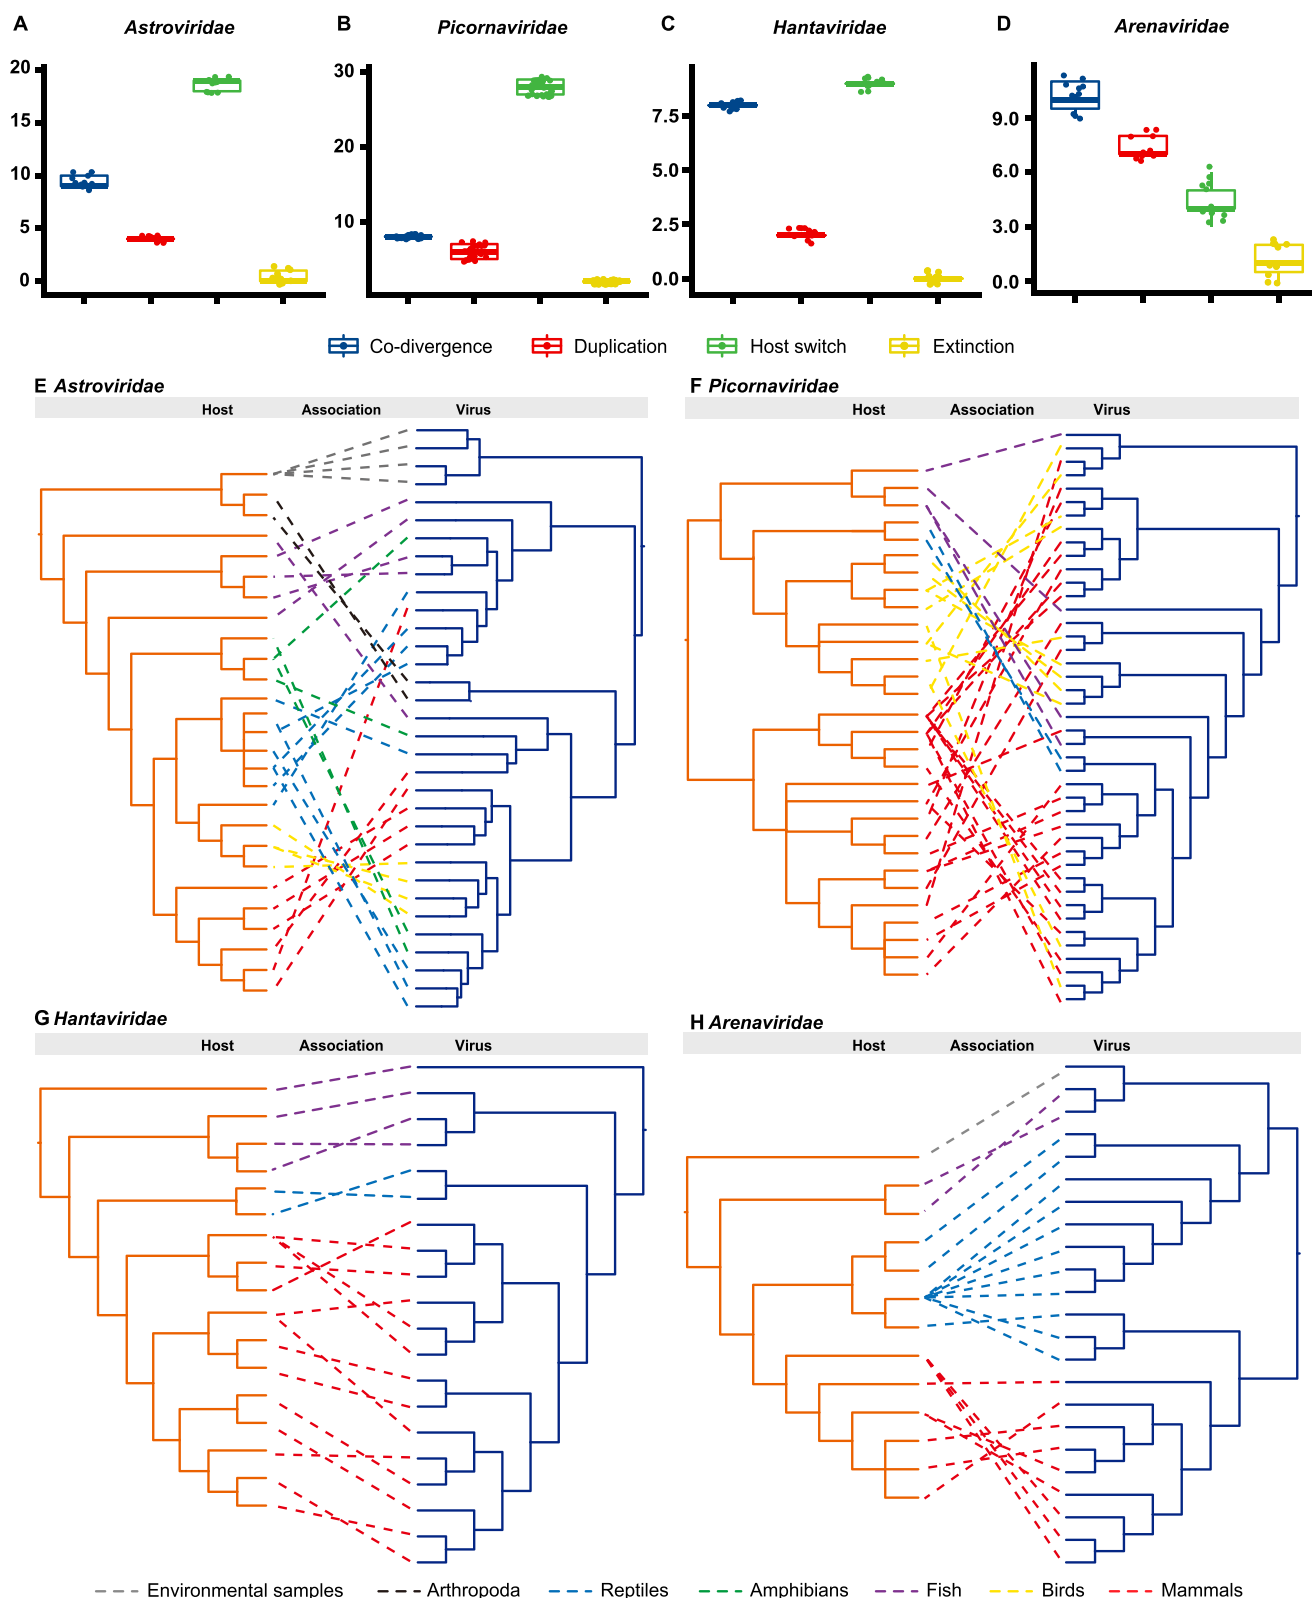 A Astroviridae B Picornaviridae C Hantaviridae D Arenaviridae
20
15
10
5
0
30
20
10
7.5
5.0
2.5
0.0
9.0
6.0
3.0
0.0
Co-divergence Duplication Host switch Extinction
E Astroviridae
Host Association Virus
F Picornaviridae
Host Association Virus
G Hantaviridae
Host Association Virus
H Arenaviridae
Host Association Virus
Environmental samples Arthropoda Reptiles Amphibians Fish Birds Mammals